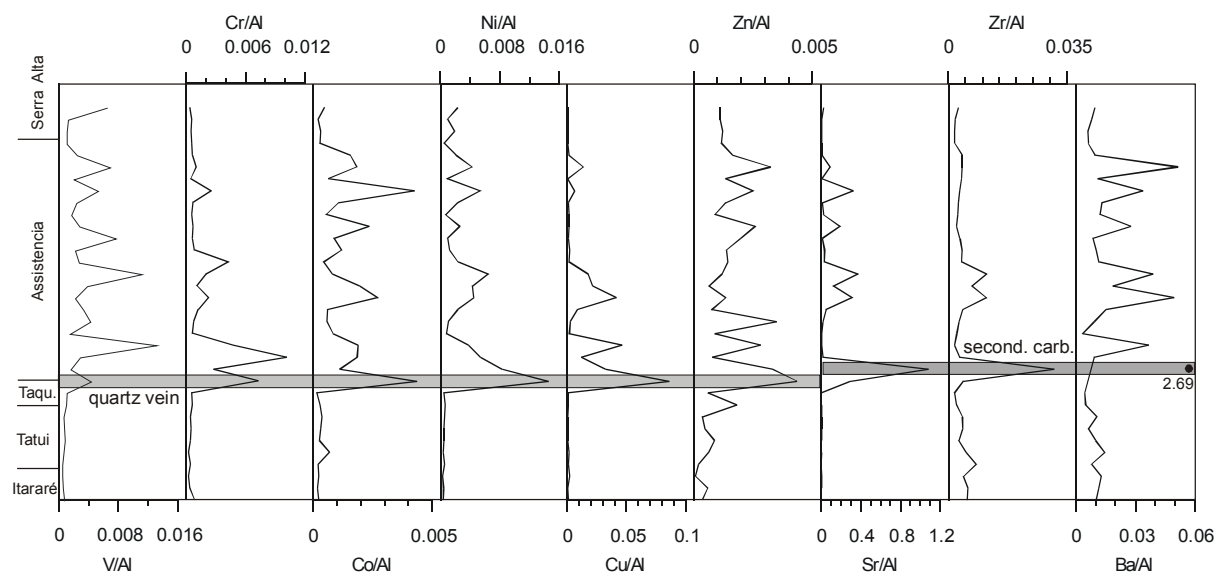 Cr/Al
Ni/Al
Zn/Al
Zr/Al
0 0.006 0.012
0 0.008 0.016
0 0.005
0 0.035
Serra Alta
Assistencia
Taqu.
Tatui
Itararé
quartz vein
second. carb.
2.69
0 0.008 0.016
0 0.005
0 0.05 0.1
0 0.4 0.8 1.2
0 0.03 0.06
V/Al
Co/Al
Cu/Al
Sr/Al
Ba/Al